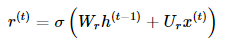 r^{(t)} = σ (W_r h^{(t−1)} + U_r x^{(t)})